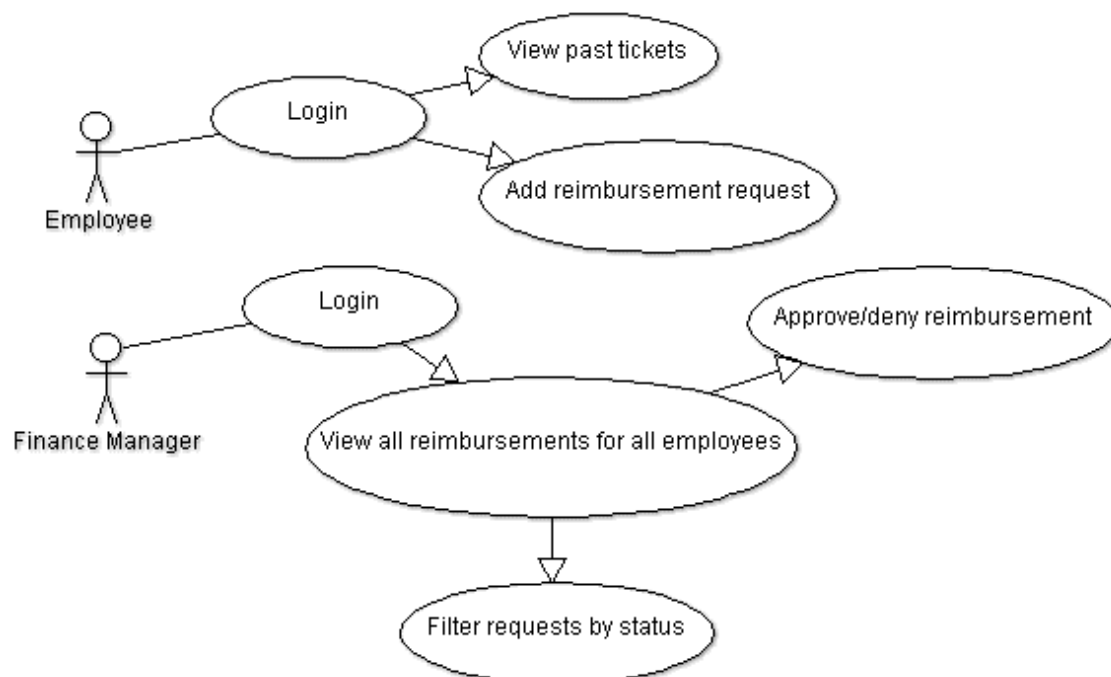 View past tickets
Login
Employee
Add reimbursement request
Login
Approve/deny reimbursement
Finance Manager
View all reimbursements for all employees
Filter requests by status